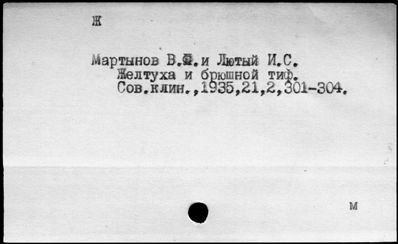 Ж
Мартынов В. и Лютый И.С.
Желтуха и брюшной тиф.
Сов.клин.,1935,21,2,301-304.
м